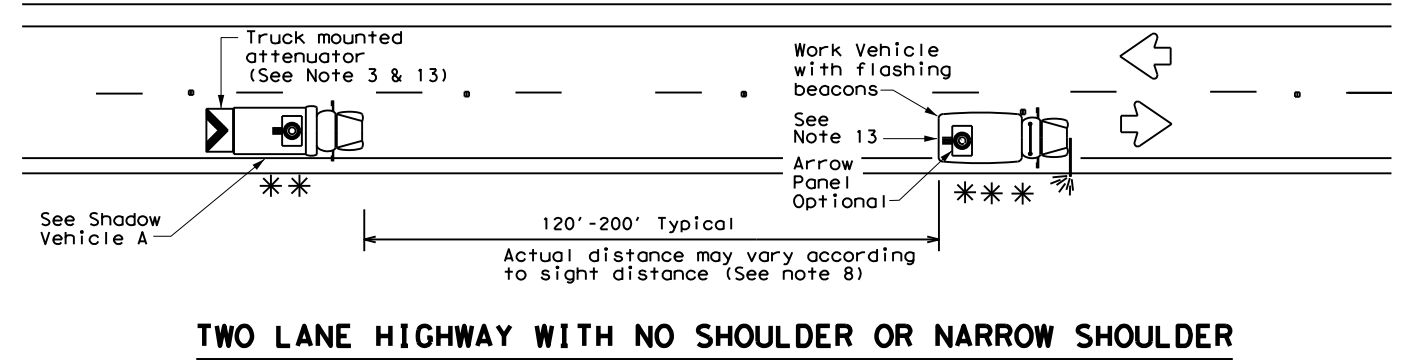 Truck mounted
attenuator
(See Note 3 & 13)
Work Vehicle
with flashing
beacons
See
Note 13
Arrow
Panel
Optional
See Shadow
Vehicle A
120'-200' Typical
Actual distance may vary according
to sight distance (See note 8)
TWO LANE HIGHWAY WITH NO SHOULDER OR NARROW SHOULDER